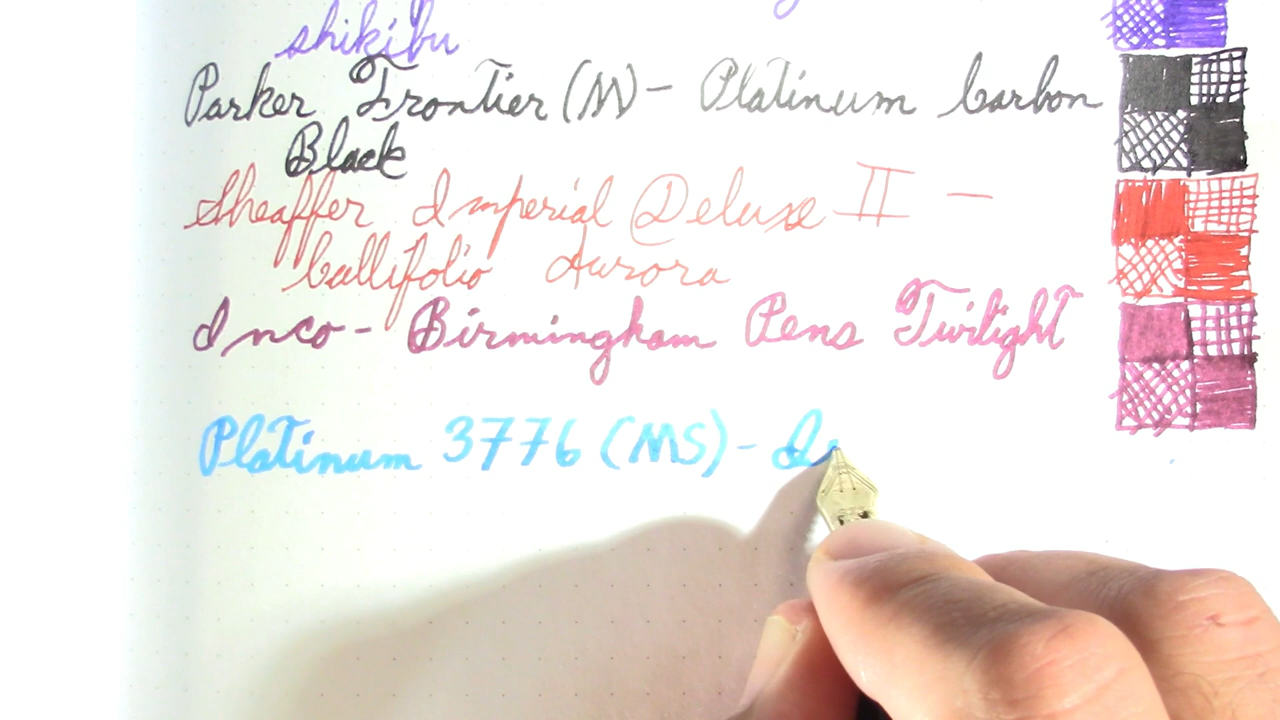 shikibu
Parker Frontier (M) - Platinum Carbon
Black
Sheaffer Imperial Deluxe II -
Callifolio Aurora
Inco - Birmingham Pens Twilight
Platinum 3776 (MS) -